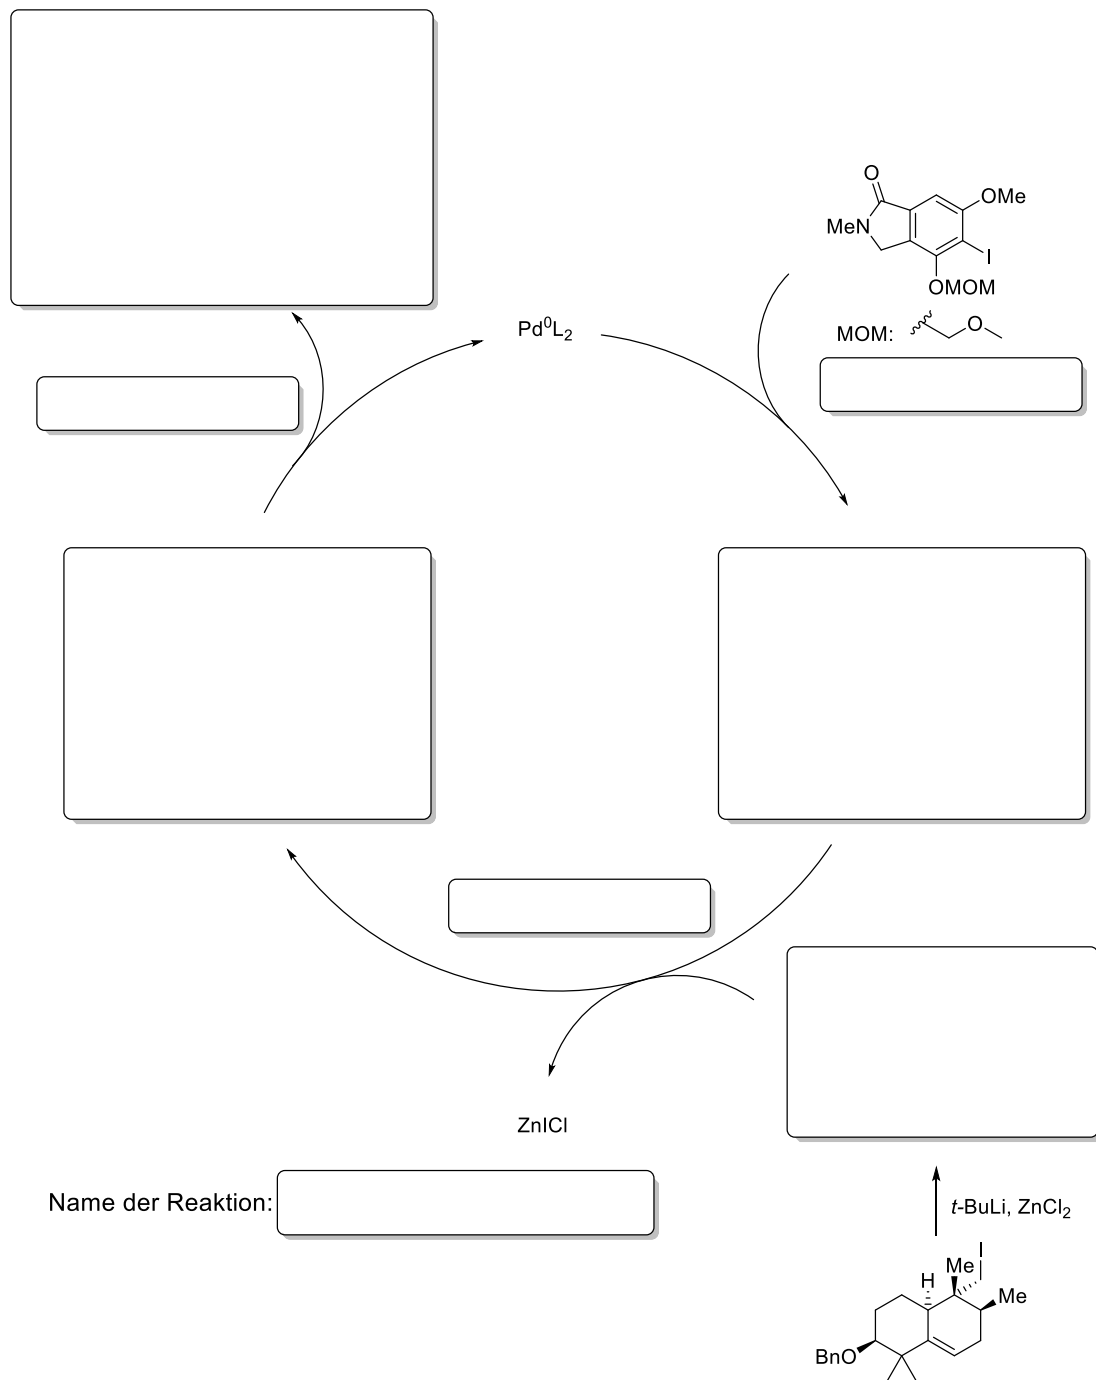 O
OMe
MeN
I
OMOM
MOM: O
Pd⁰L₂
ZnICl
Name der Reaktion:
t-BuLi, ZnCl₂
I
Me
H
Me
BnO